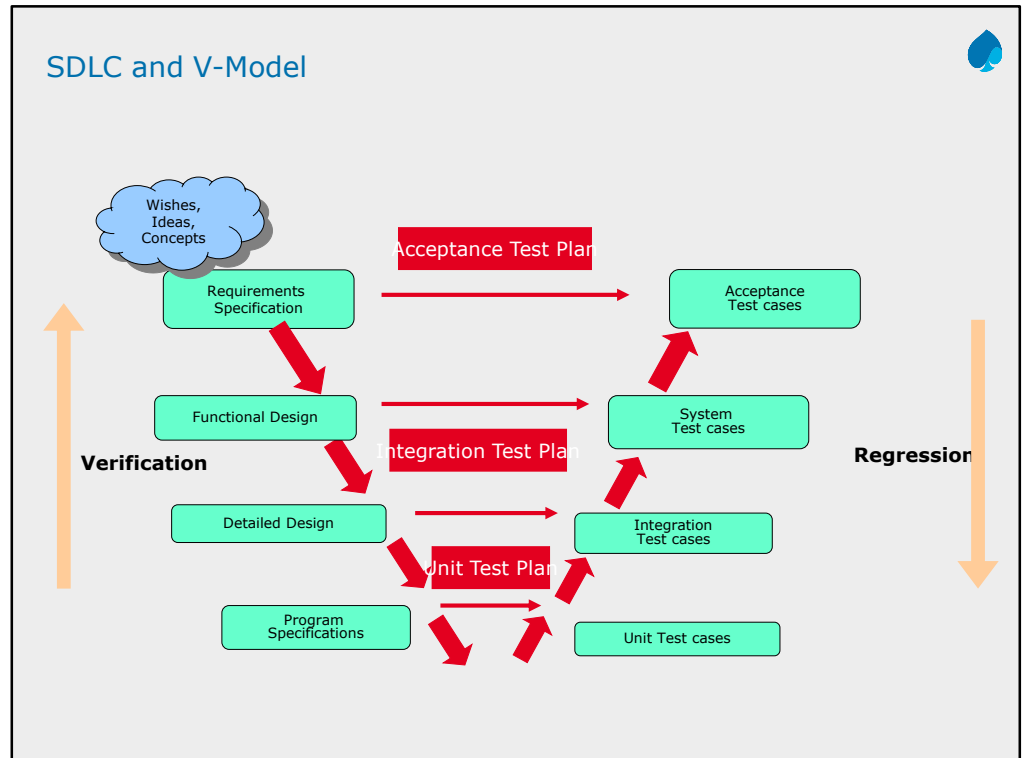 SDLC and V-Model
Wishes,
Ideas,
Concepts
Acceptance Test Plan
Requirements
Specification
Acceptance
Test cases
Functional Design
System
Test cases
Integration Test Plan
Verification
Regression
Detailed Design
Integration
Test cases
Unit Test Plan
Program
Specifications
Unit Test cases